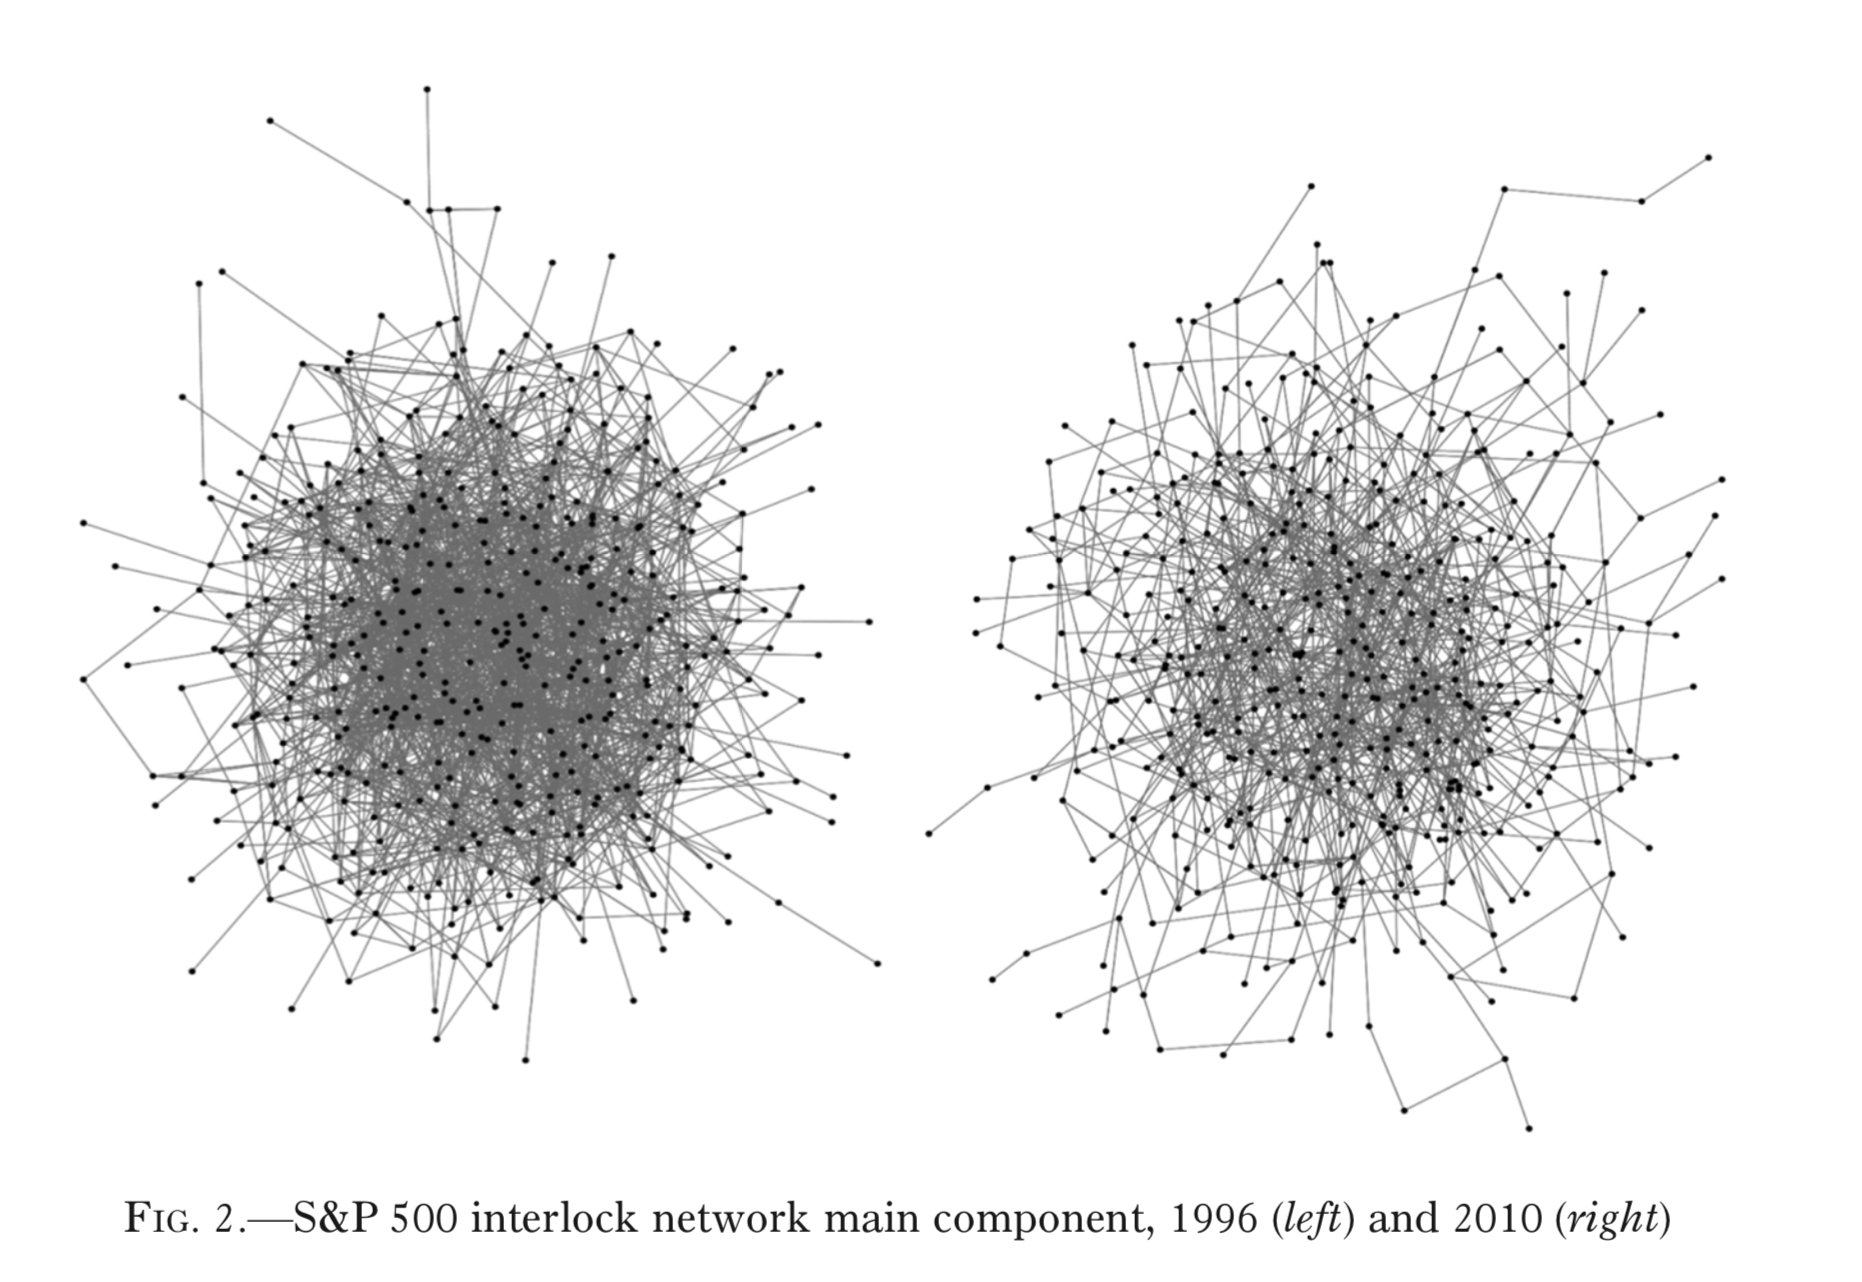 FIG. 2.—S&P 500 interlock network main component, 1996 (left) and 2010 (right)